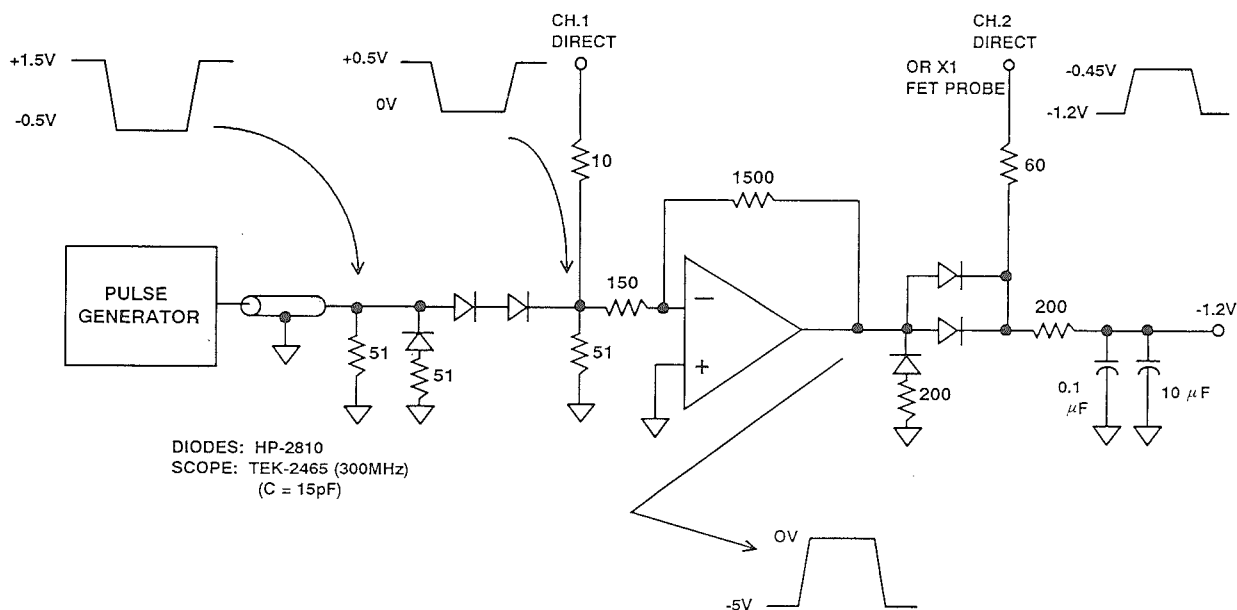 CH.1
DIRECT
CH.2
DIRECT
OR X1
FET PROBE
+1.5V
-0.5V
+0.5V
0V
-0.45V
-1.2V
10
60
1500
PULSE
GENERATOR
150
−
+
200
-1.2V
51
51
51
200
0.1
μF
10 μF
DIODES: HP-2810
SCOPE: TEK-2465 (300MHz)
(C = 15pF)
OV
-5V